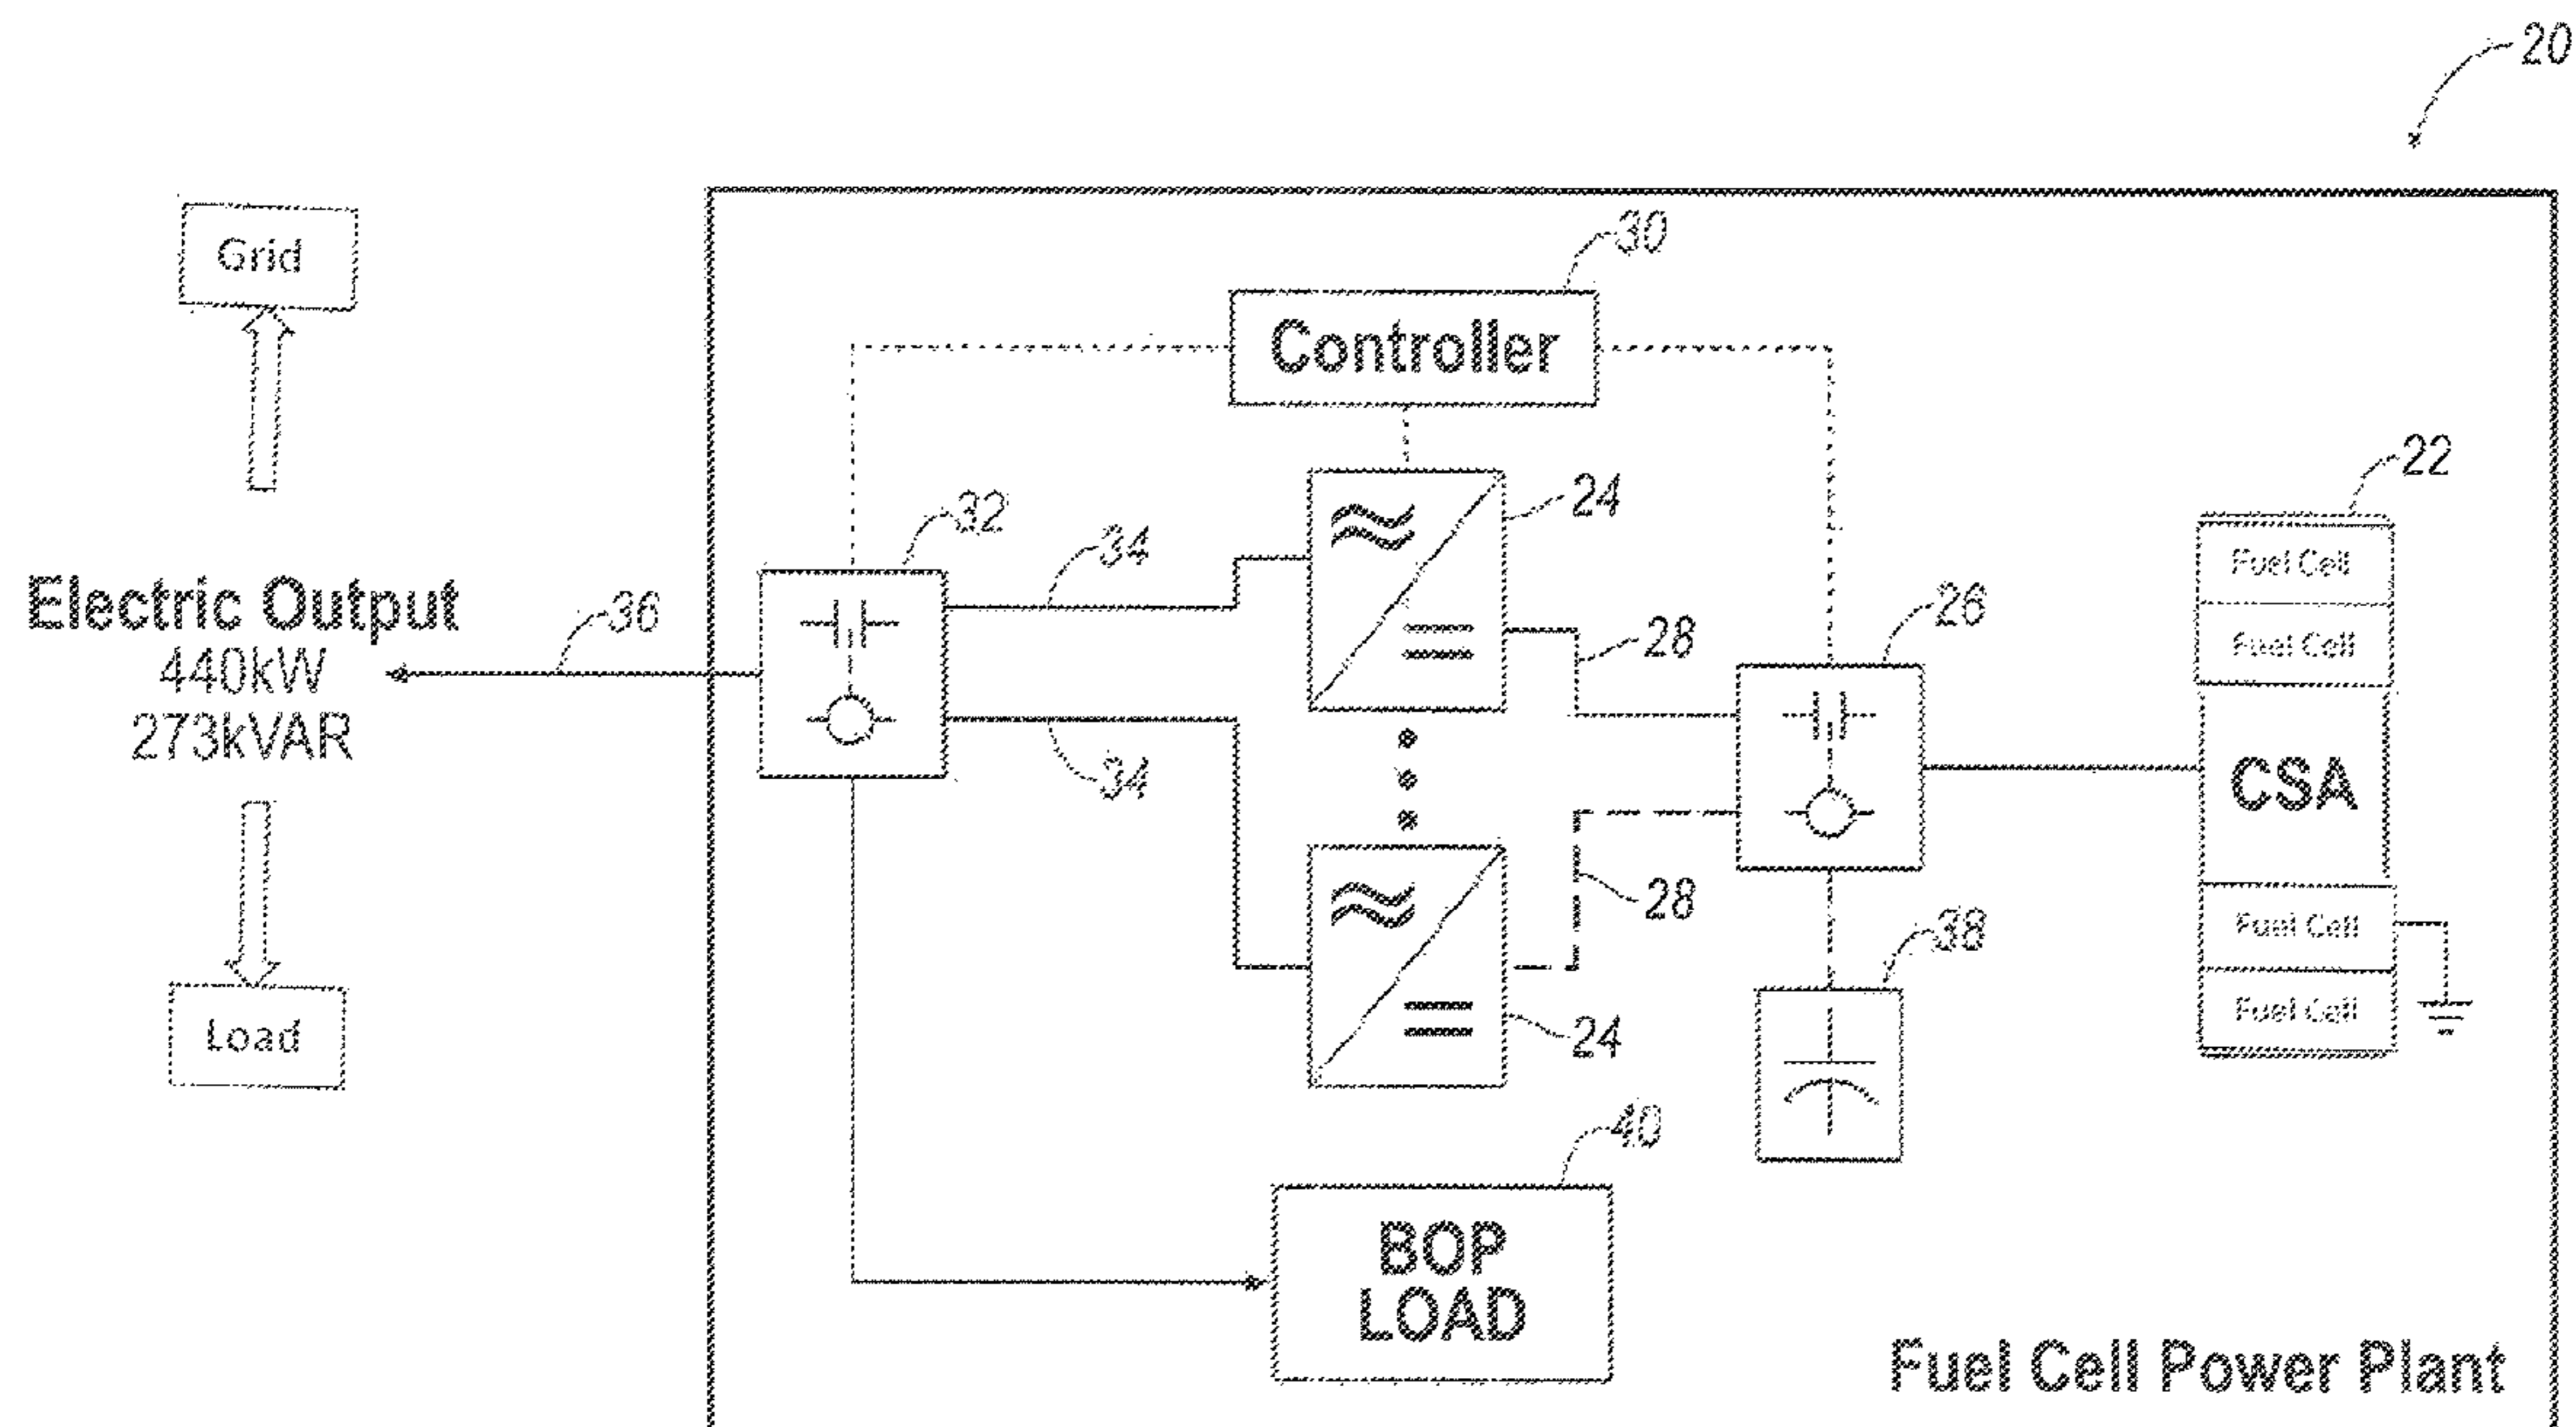 20
Grid
30
Controller
22
24
32
34
Fuel Cell
26
Electric Output
36
28
Fuel Cell
440kW
273kVAR
CSA
34
28
38
Fuel Cell
Load
24
Fuel Cell
40
BOP
LOAD
Fuel Cell Power Plant